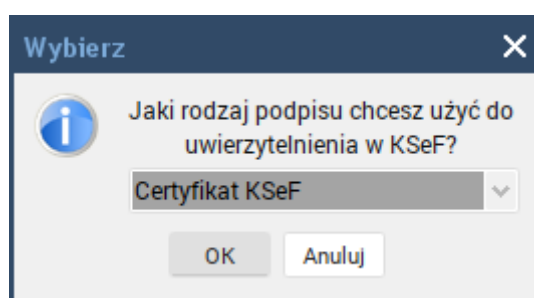 Wybierz
Jaki rodzaj podpisu chcesz użyć do
uwierzytelnienia w KSeF?
Certyfikat KSeF
OK
Anuluj